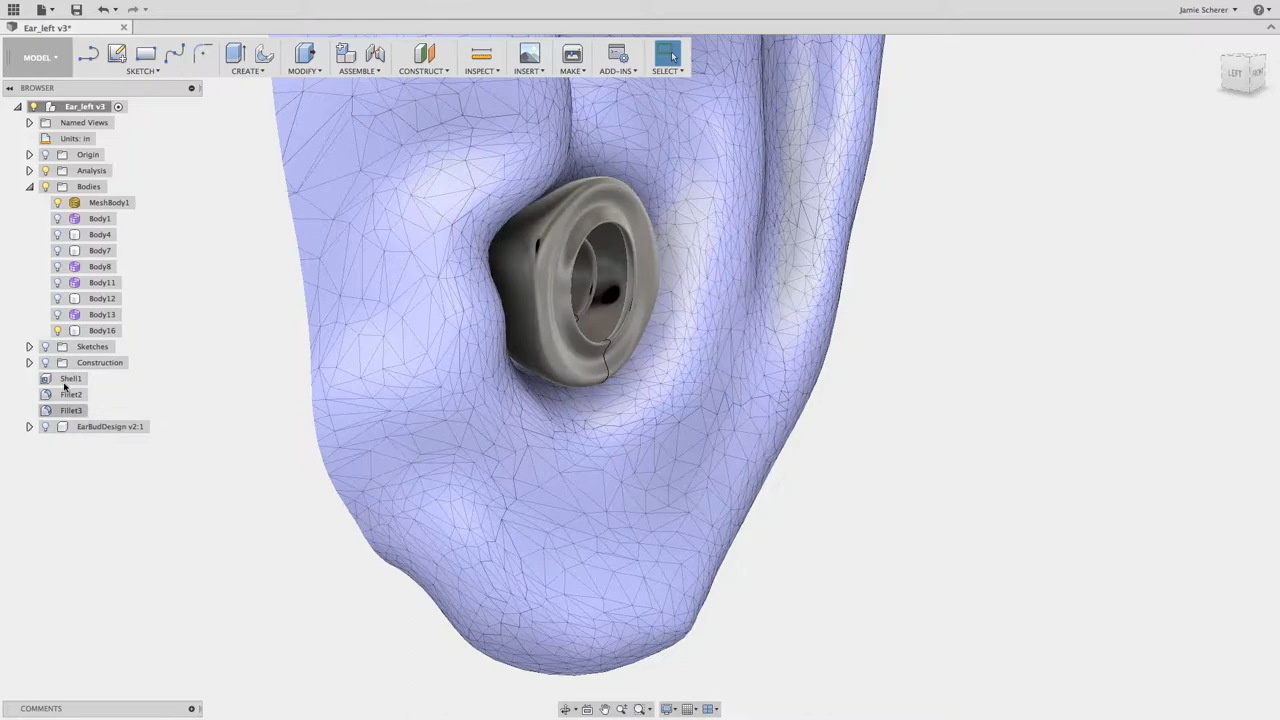 Jamie Scherer
Ear_left v3*
MODEL
SKETCH
CREATE
MODIFY
ASSEMBLE
CONSTRUCT
INSPECT
INSERT
MAKE
ADD-INS
SELECT
BROWSER
LEFT
Ear_left v3
Named Views
Units: in
Origin
Analysis
Bodies
MeshBody1
Body1
Body4
Body7
Body8
Body11
Body12
Body13
Body16
Sketches
Construction
Shell1
Fillet2
Fillet3
EarBudDesign v2:1
COMMENTS